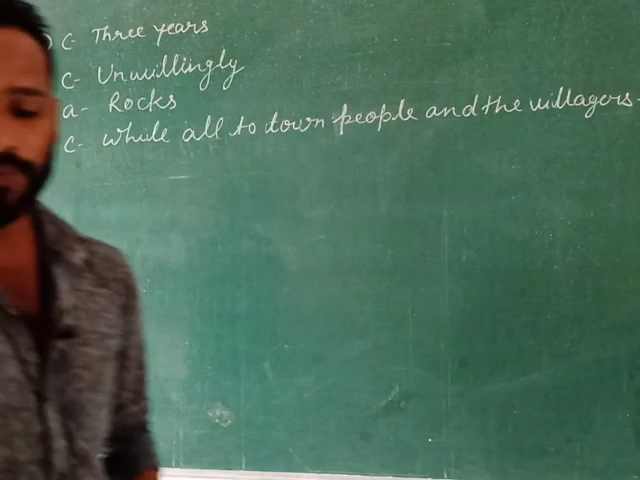 ) C- Three years
C- Unwillingly
a- Rocks
C- While all to town people and the villagers-